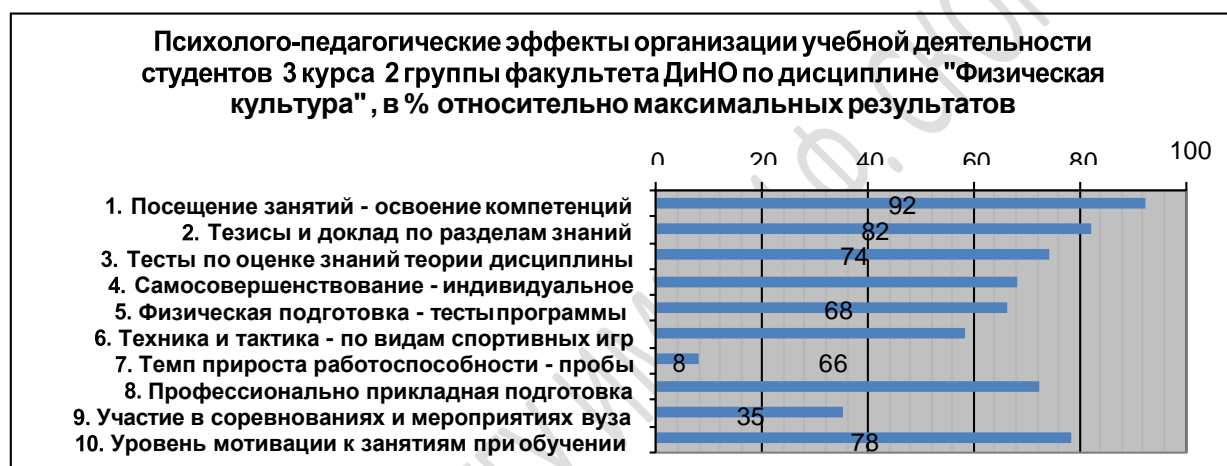 Психолого-педагогические эффекты организации учебной деятельности
студентов 3 курса 2 группы факультета ДиНО по дисциплине "Физическая
культура" , в % относительно максимальных результатов
0 20 40 60 80 100
1. Посещение занятий - освоение компетенций 92
2. Тезисы и доклад по разделам знаний 82
3. Тесты по оценке знаний теории дисциплины 74
4. Самосовершенствование - индивидуальное
5. Физическая подготовка - тесты программы 68
6. Техника и тактика - по видам спортивных игр
7. Темп прироста работоспособности - пробы 8 66
8. Профессионально прикладная подготовка
9. Участие в соревнованиях и мероприятиях вуза 35
10. Уровень мотивации к занятиям при обучении 78